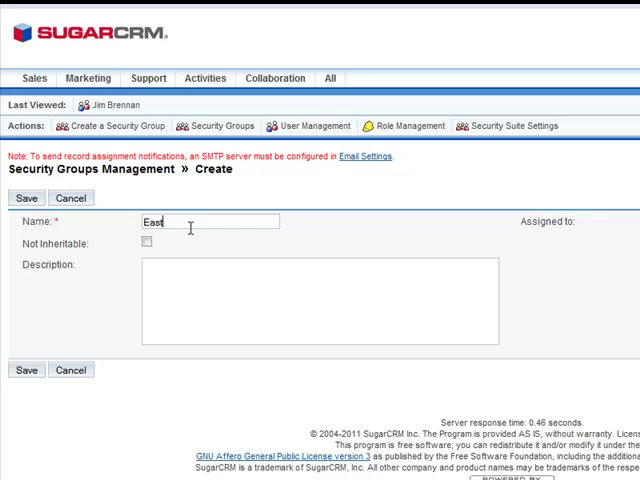 SUGARCRM.
Sales Marketing Support Activities Collaboration All
Last Viewed: Jim Brennan
Actions: Create a Security Group Security Groups User Management Role Management Security Suite Settings
Note: To send record assignment notifications, an SMTP server must be configured in Email Settings.
Security Groups Management » Create
Save Cancel
Name: * East Assigned to:
Not Inheritable:
Description:
Save Cancel
Server response time: 0.46 seconds.
© 2004-2011 SugarCRM Inc. The Program is provided AS IS, without warranty. Licens
This program is free software; you can redistribute it and/or modify it under the
GNU Affero General Public License version 3 as published by the Free Software Foundation, including the additiona
SugarCRM is a trademark of SugarCRM, Inc. All other company and product names may be trademarks of the respe
POWERED BY